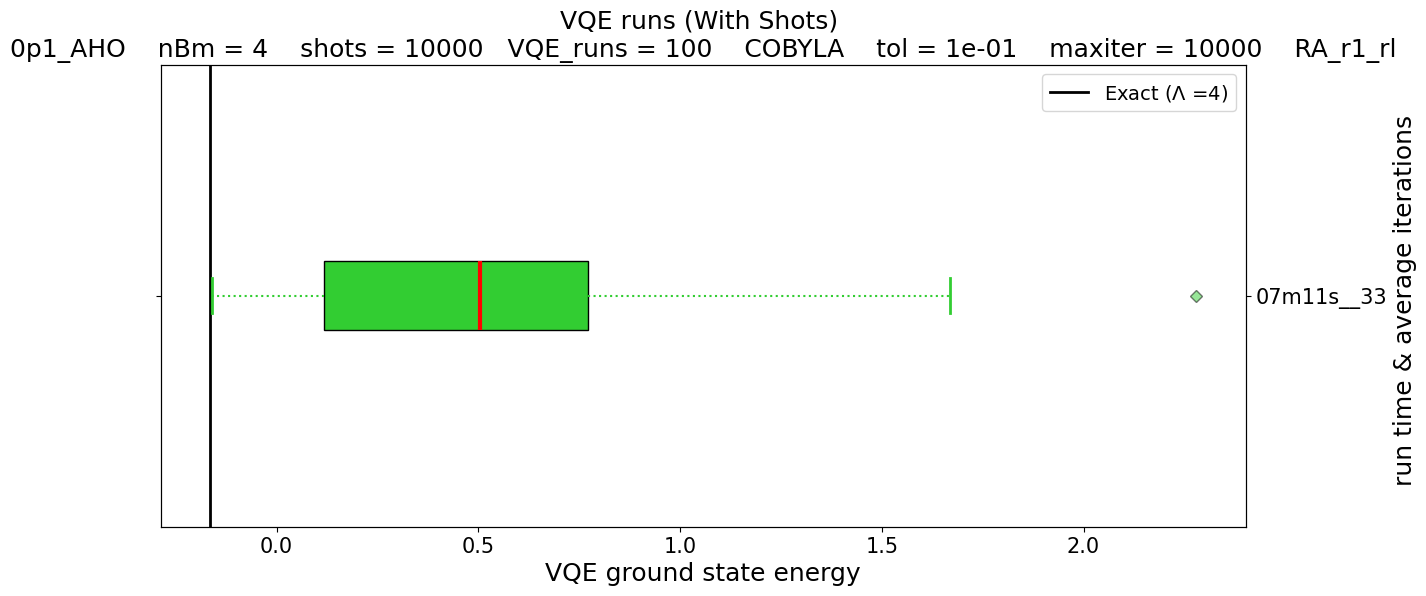 VQE runs (With Shots)
0p1_AHO nBm = 4 shots = 10000 VQE_runs = 100 COBYLA tol = 1e-01 maxiter = 10000 RA_r1_rl
Exact (Λ =4)
07m11s__33
run time & average iterations
0.0 0.5 1.0 1.5 2.0
VQE ground state energy